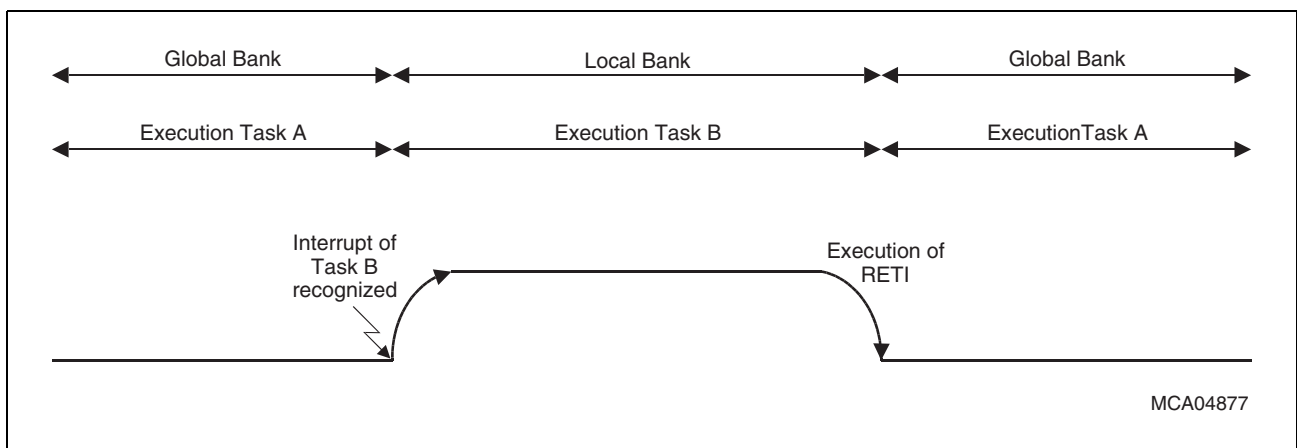 Global Bank
Local Bank
Global Bank
Execution Task A
Execution Task B
ExecutionTask A
Interrupt of
Task B
recognized
Execution of
RETI
MCA04877